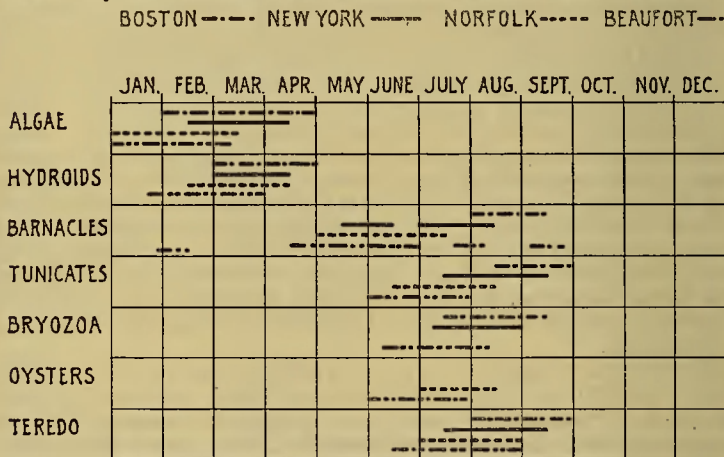 BOSTON NEW YORK NORFOLK BEAUFORT
JAN. FEB. MAR. APR. MAY JUNE JULY AUG. SEPT. OCT. NOV. DEC.
ALGAE
HYDROIDS
BARNACLES
TUNICATES
BRYOZOA
OYSTERS
TEREDO